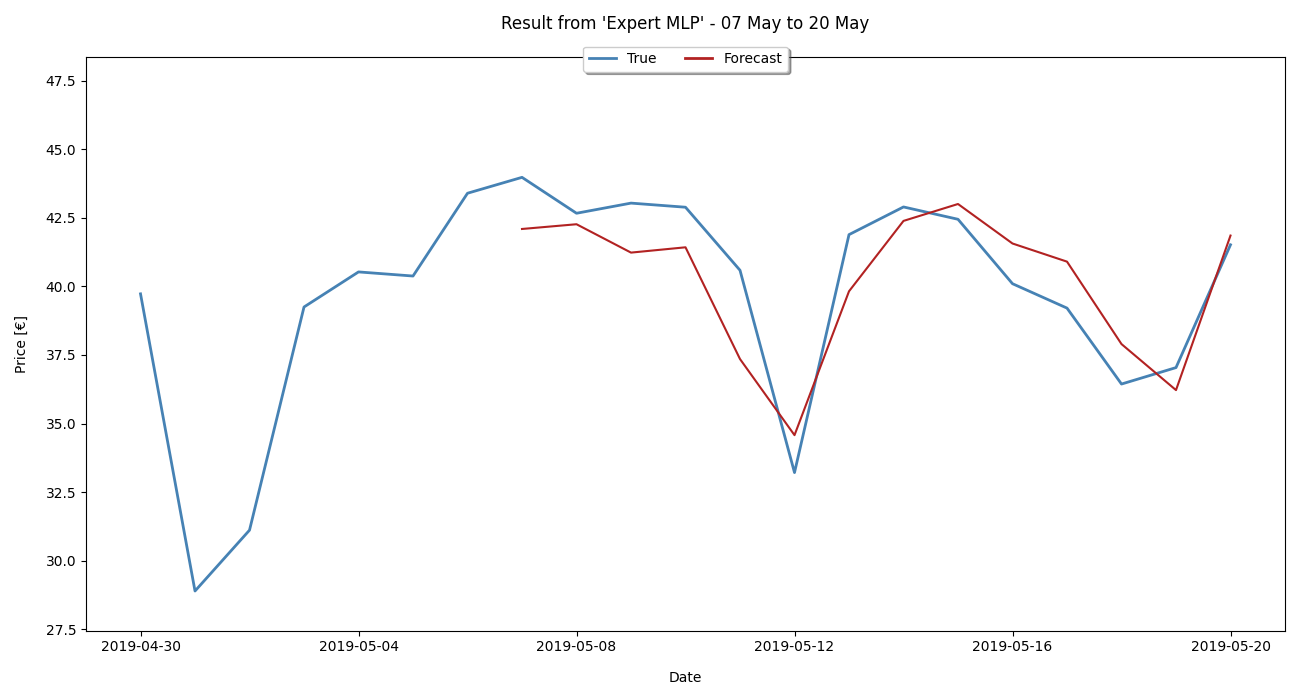 Result from 'Expert MLP' - 07 May to 20 May
True Forecast
47.5
45.0
42.5
40.0
37.5
35.0
32.5
30.0
27.5
Price [€]
2019-04-30 2019-05-04 2019-05-08 2019-05-12 2019-05-16 2019-05-20
Date